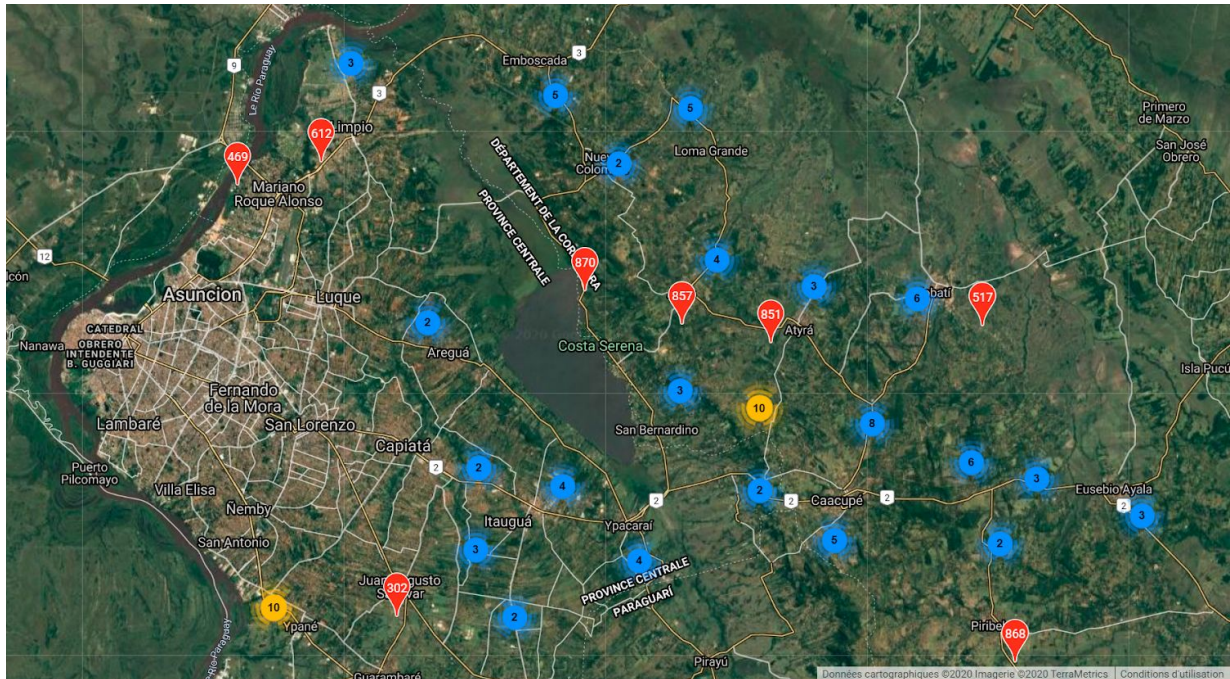 3
9
Le Río Paraguay
3
Emboscada
3
5
5
Primero
de Marzo
San José
Obrero
Limpio
612
469
Loma Grande
2
Mariano
Roque Alonso
DÉPARTEMENT DE LA
PROVINCE CENTRALE
12
870
4
3
6
857
517
851
Asuncion
Luque
2
Atyrá
CATEDRAL
OBRERO
INTENDENTE
B. GUGGIARI
Nanawa
Areguá
Costa Serena
Isla Pucú
Fernando
de la Mora
3
10
8
Lambaré
San Lorenzo
San Bernardino
Capiatá
2
2
4
6
3
Puerto
Pilcomayo
Villa Elisa
2
2
2
2
Caacupé
Eusebio Ayala
2
3
Ñemby
Itauguá
Ypacaraí
San Antonio
3
4
5
2
PROVINCE CENTRALE
PARAGUARÍ
302
10
Ypané
2
868
Río Paraguay
Guarambaré
Pirayú
Données cartographiques ©2020 Imagerie ©2020 TerraMetrics
Conditions d'utilisation